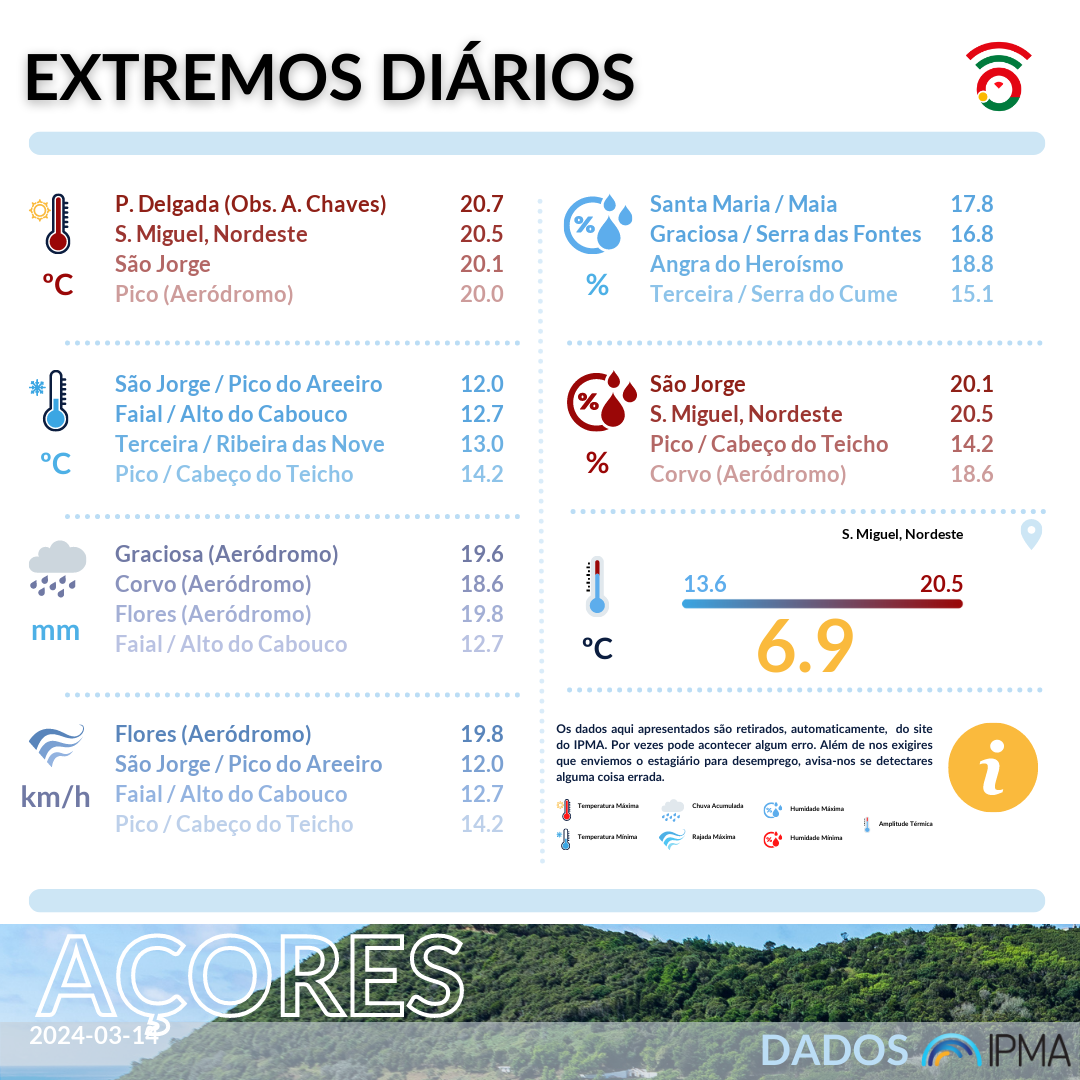 EXTREMOS DIÁRIOS
P. Delgada (Obs. A. Chaves) 20.7
S. Miguel, Nordeste 20.5
São Jorge 20.1
Pico (Aeródromo) 20.0
ºC
São Jorge / Pico do Areeiro 12.0
Faial / Alto do Cabouco 12.7
Terceira / Ribeira das Nove 13.0
Pico / Cabeço do Teicho 14.2
ºC
Graciosa (Aeródromo) 19.6
Corvo (Aeródromo) 18.6
Flores (Aeródromo) 19.8
Faial / Alto do Cabouco 12.7
mm
Flores (Aeródromo) 19.8
São Jorge / Pico do Areeiro 12.0
Faial / Alto do Cabouco 12.7
Pico / Cabeço do Teicho 14.2
km/h
%
Santa Maria / Maia 17.8
Graciosa / Serra das Fontes 16.8
Angra do Heroísmo 18.8
Terceira / Serra do Cume 15.1
%
%
São Jorge 20.1
S. Miguel, Nordeste 20.5
Pico / Cabeço do Teicho 14.2
Corvo (Aeródromo) 18.6
%
S. Miguel, Nordeste
13.6 20.5
6.9
ºC
Os dados aqui apresentados são retirados, automaticamente, do site
do IPMA. Por vezes pode acontecer algum erro. Além de nos exigires
que enviemos o estagiário para desemprego, avisa-nos se detectares
alguma coisa errada.
i
Temperatura Máxima Chuva Acumulada Humidade Máxima
Amplitude Térmica
Temperatura Mínima Rajada Máxima Humidade Mínima
AÇORES
2024-03-14
DADOS IPMA